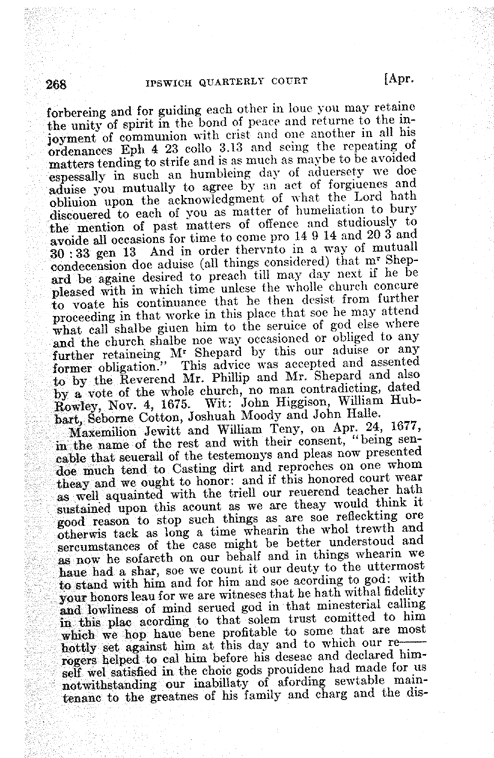 268 IPSWICH QUARTERLY COURT [Apr.
forbereing and for guiding each other in loue you may retaine
the unity of spirit in the bond of peace and returne to the in-
joyment of communion with crist and one another in all his
ordenances Eph 4 23 collo 3.13 and seing the repeating of
matters tending to strife and is as much as maybe to be avoided
espessally in such an humbleing day of aduersety we doe
aduise you mutually to agree by an act of forgiuenes and
obliuion upon the acknowledgment of what the Lord hath
discouered to each of you as matter of humeliation to bury
the mention of past matters of offence and studiously to
avoide all occasions for time to come pro 14 9 14 and 20 3 and
30 : 33 gen 13 And in order thervnto in a way of mutuall
condecension doe aduise (all things considered) that mʳ Shep-
ard be againe desired to preach till may day next if he be
pleased with in which time unlese the wholle church concure
to voate his continuance that he then desist from further
proceeding in that worke in this place that soe he may attend
what call shalbe giuen him to the seruice of god else where
and the church shalbe noe way occasioned or obliged to any
further retaineing Mʳ Shepard by this our aduise or any
former obligation." This advice was accepted and assented
to by the Reverend Mr. Phillip and Mr. Shepard and also
by a vote of the whole church, no man contradicting, dated
Rowley, Nov. 4, 1675. Wit: John Higgison, William Hub-
bart, Seborne Cotton, Joshuah Moody and John Halle.
Maxemilion Jewitt and William Teny, on Apr. 24, 1677,
in the name of the rest and with their consent, "being sen-
cable that seuerall of the testemonys and pleas now presented
doe much tend to Casting dirt and reproches on one whom
theay and we ought to honor: and if this honored court wear
as well aquainted with the triell our reuerend teacher hath
sustained upon this acount as we are theay would think it
good reason to stop such things as are soe refleckting ore
otherwis tack as long a time whearin the whol trewth and
sercumstances of the case might be better understood and
as now he sofareth on our behalf and in things whearin we
haue had a shar, soe we count it our deuty to the uttermost
to stand with him and for him and soe acording to god: with
your honors leau for we are witneses that he hath withal fidelity
and lowliness of mind serued god in that minesterial calling
in this plac acording to that solem trust comitted to him
which we hop haue bene profitable to some that are most
hottly set against him at this day and to which our re——
rogers helped to cal him before his deseac and declared him-
self wel satisfied in the choic gods prouidenc had made for us
notwithstanding our inabillaty of afording sewtable main-
tenanc to the greatnes of his family and charg and the dis-